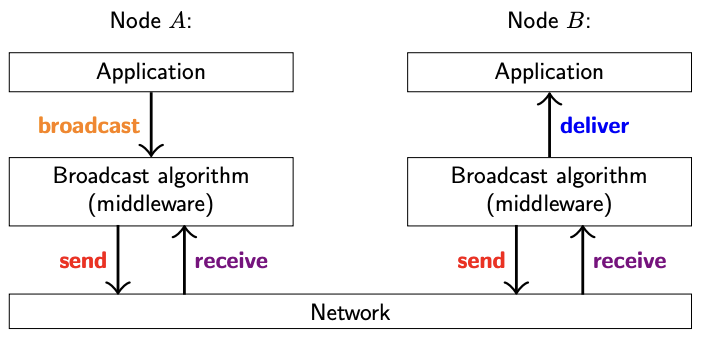 Node A:
Node B:
Application
Application
broadcast
deliver
Broadcast algorithm
(middleware)
Broadcast algorithm
(middleware)
send
receive
send
receive
Network